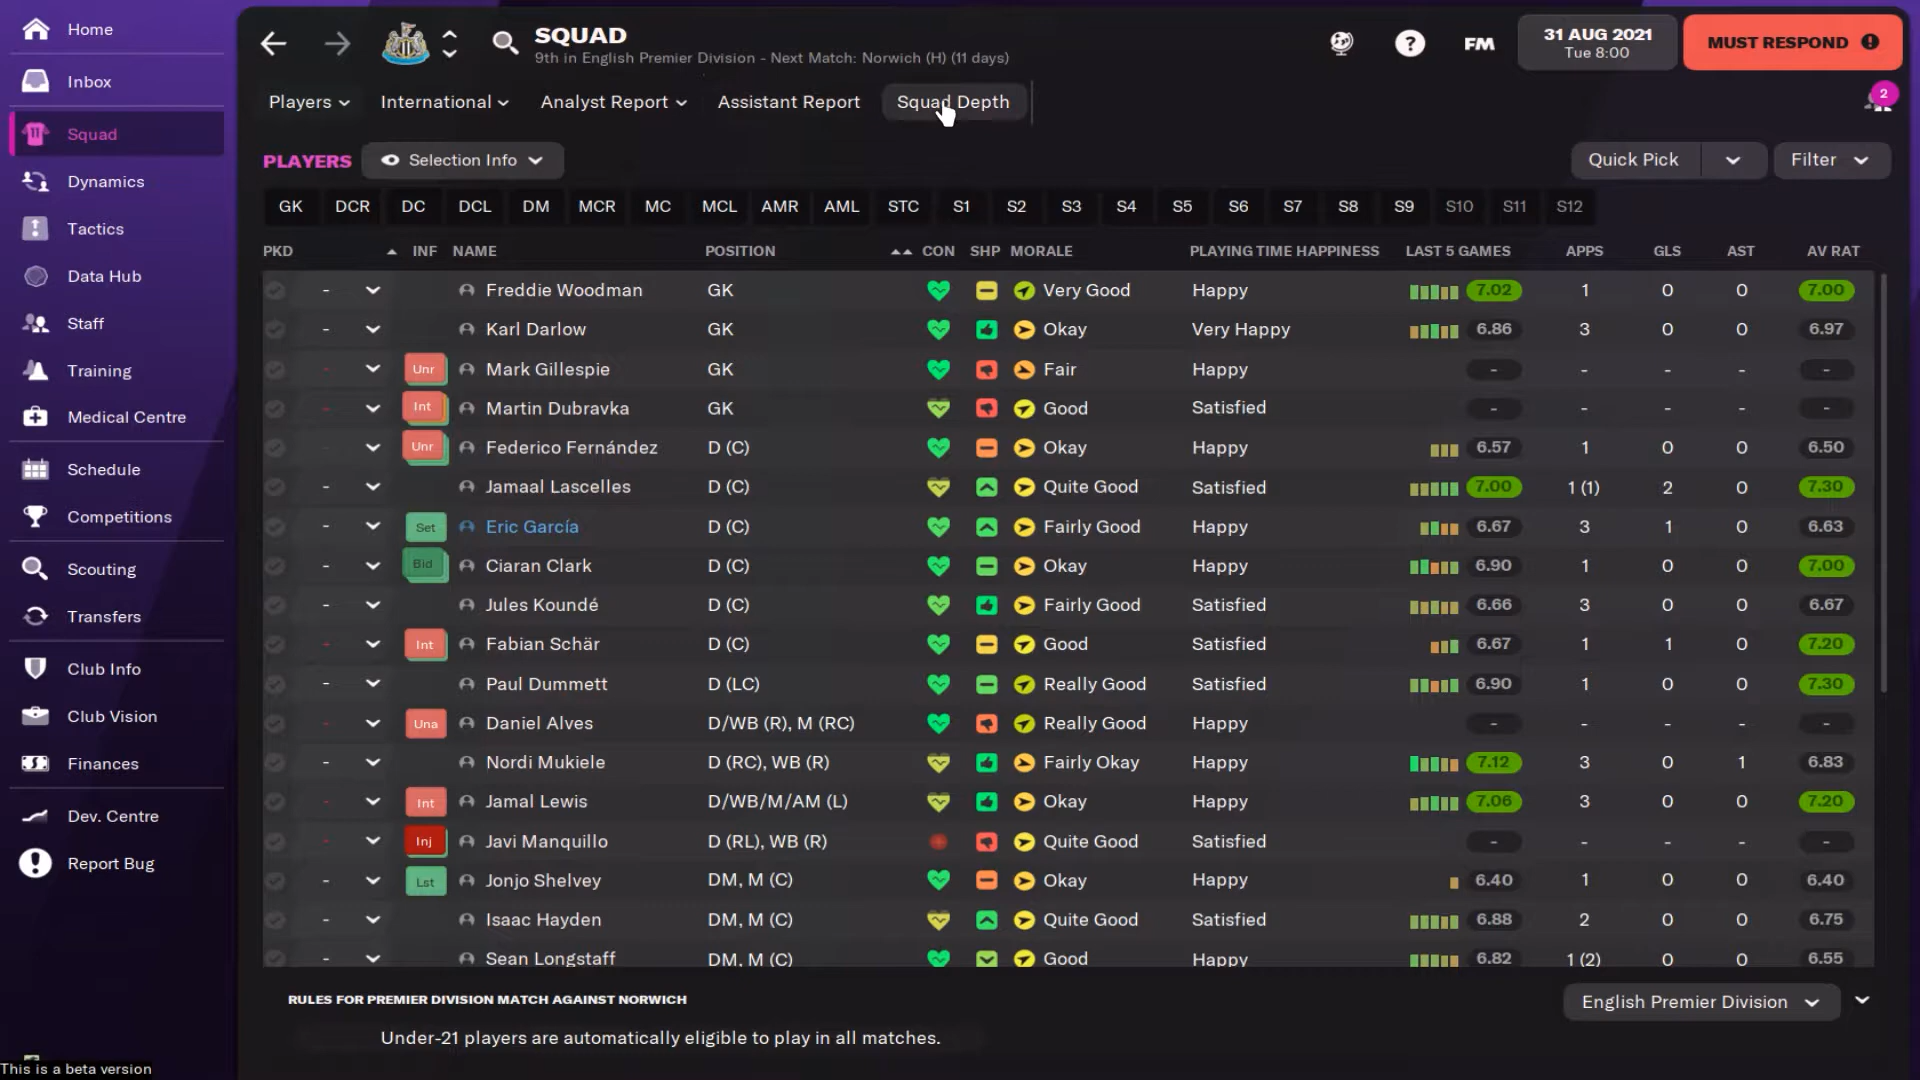 Home
Inbox
Squad
Dynamics
Tactics
Data Hub
Staff
Training
Medical Centre
Schedule
Competitions
Scouting
Transfers
Club Info
Club Vision
Finances
Dev. Centre
Report Bug
This is a beta version
SQUAD
9th in English Premier Division - Next Match: Norwich (H) (11 days)
? FM 31 AUG 2021
Tue 8:00
MUST RESPOND !
Players International Analyst Report Assistant Report Squad Depth 2
PLAYERS Selection Info Quick Pick Filter
GK DCR DC DCL DM MCR MC MCL AMR AML STC S1 S2 S3 S4 S5 S6 S7 S8 S9 S10 S11 S12
PKD INF NAME POSITION CON SHP MORALE PLAYING TIME HAPPINESS LAST 5 GAMES APPS GLS AST AV RAT
- Freddie Woodman GK Very Good Happy 7.02 1 0 0 7.00
- Karl Darlow GK Okay Very Happy 6.86 3 0 0 6.97
- Unr Mark Gillespie GK Fair Happy - - - - -
- Int Martin Dubravka GK Good Satisfied - - - - -
Unr Federico Fernández D (C) Okay Happy 6.57 1 0 0 6.50
- Jamaal Lascelles D (C) Quite Good Satisfied 7.00 1 (1) 2 0 7.30
- Set Eric García D (C) Fairly Good Happy 6.67 3 1 0 6.63
- Bid Ciaran Clark D (C) Okay Happy 6.90 1 0 0 7.00
- Jules Koundé D (C) Fairly Good Satisfied 6.66 3 0 0 6.67
- Int Fabian Schär D (C) Good Satisfied 6.67 1 1 0 7.20
- Paul Dummett D (LC) Really Good Satisfied 6.90 1 0 0 7.30
- Una Daniel Alves D/WB (R), M (RC) Really Good Happy - - - - -
- Nordi Mukiele D (RC), WB (R) Fairly Okay Happy 7.12 3 0 1 6.83
- Int Jamal Lewis D/WB/M/AM (L) Okay Happy 7.06 3 0 0 7.20
- Inj Javi Manquillo D (RL), WB (R) Quite Good Satisfied - - - - -
- Lst Jonjo Shelvey DM, M (C) Okay Happy 6.40 1 0 0 6.40
- Isaac Hayden DM, M (C) Quite Good Satisfied 6.88 2 0 0 6.75
- Sean Longstaff DM, M (C) Good Happy 6.82 1 (2) 0 0 6.55
RULES FOR PREMIER DIVISION MATCH AGAINST NORWICH
English Premier Division
Under-21 players are automatically eligible to play in all matches.